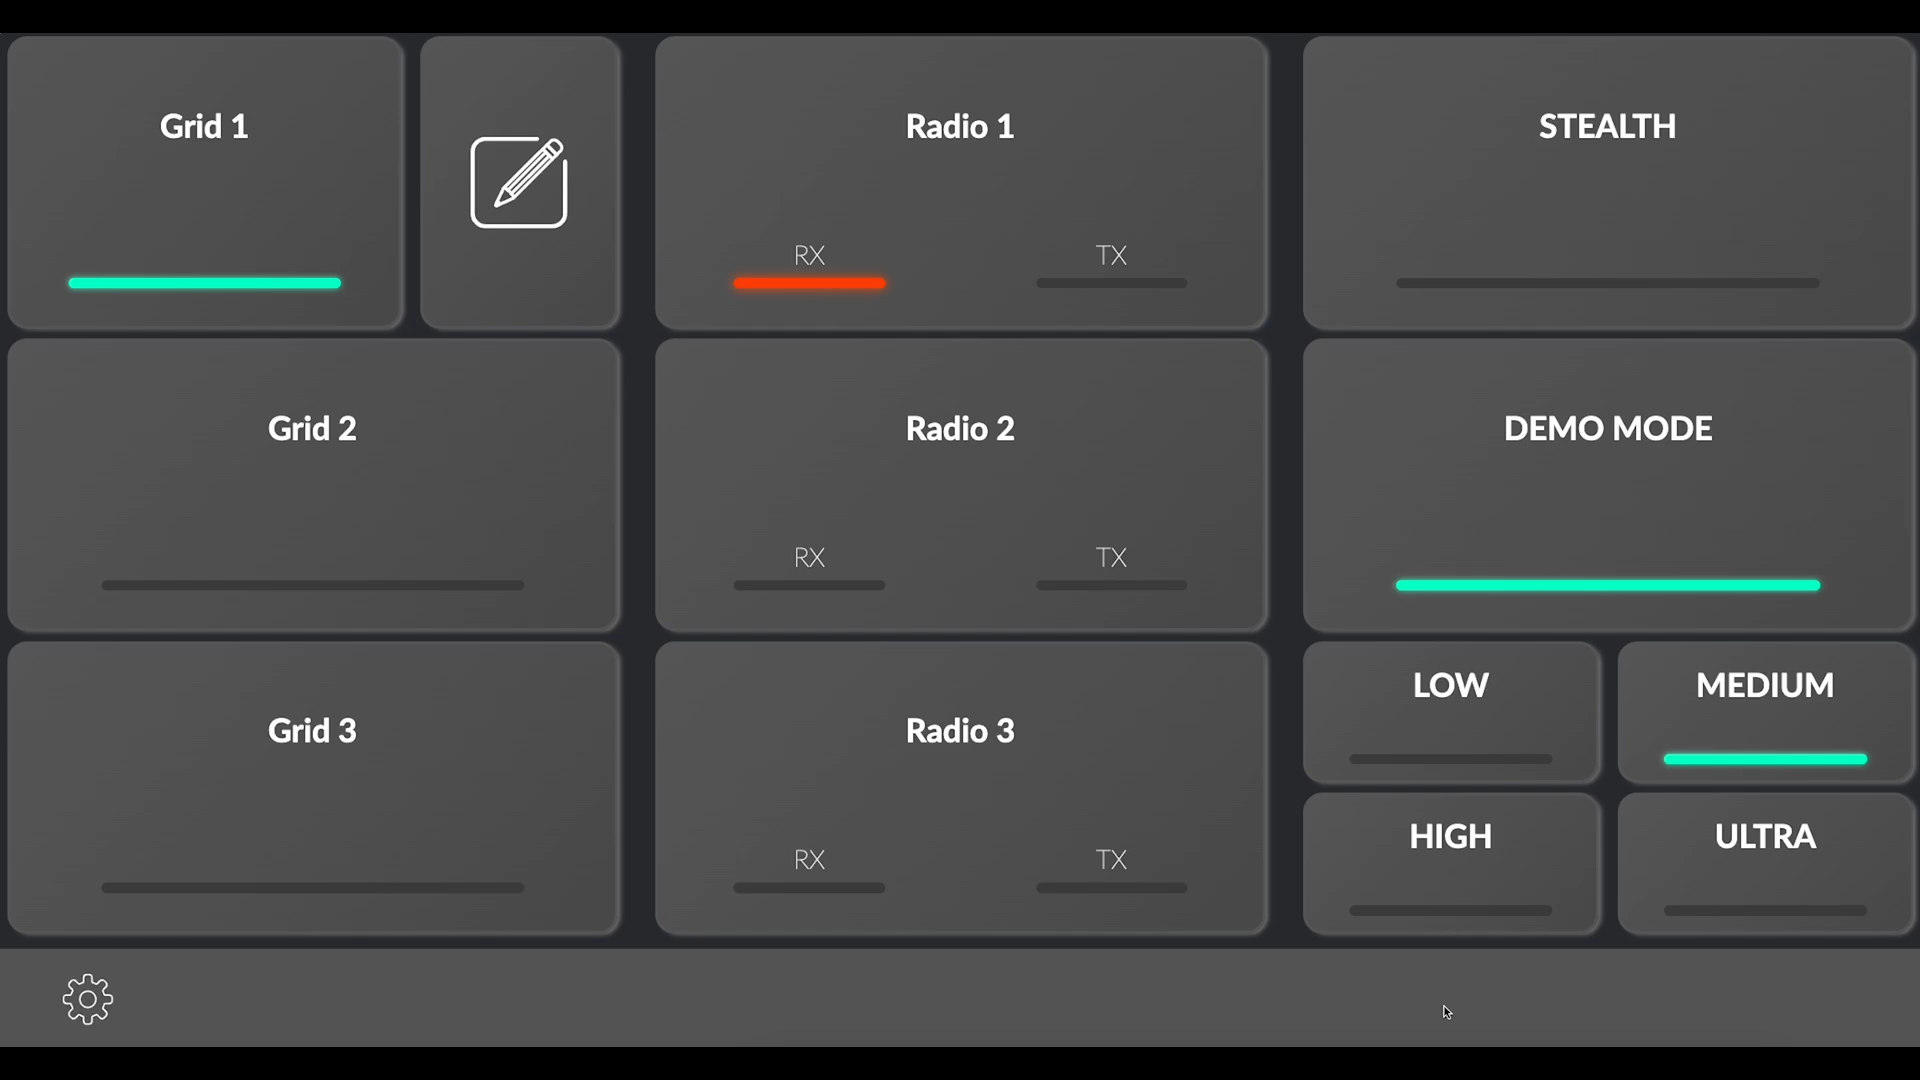 Grid 1
Radio 1
STEALTH
RX
TX
Grid 2
Radio 2
DEMO MODE
RX
TX
Grid 3
Radio 3
LOW
MEDIUM
RX
TX
HIGH
ULTRA